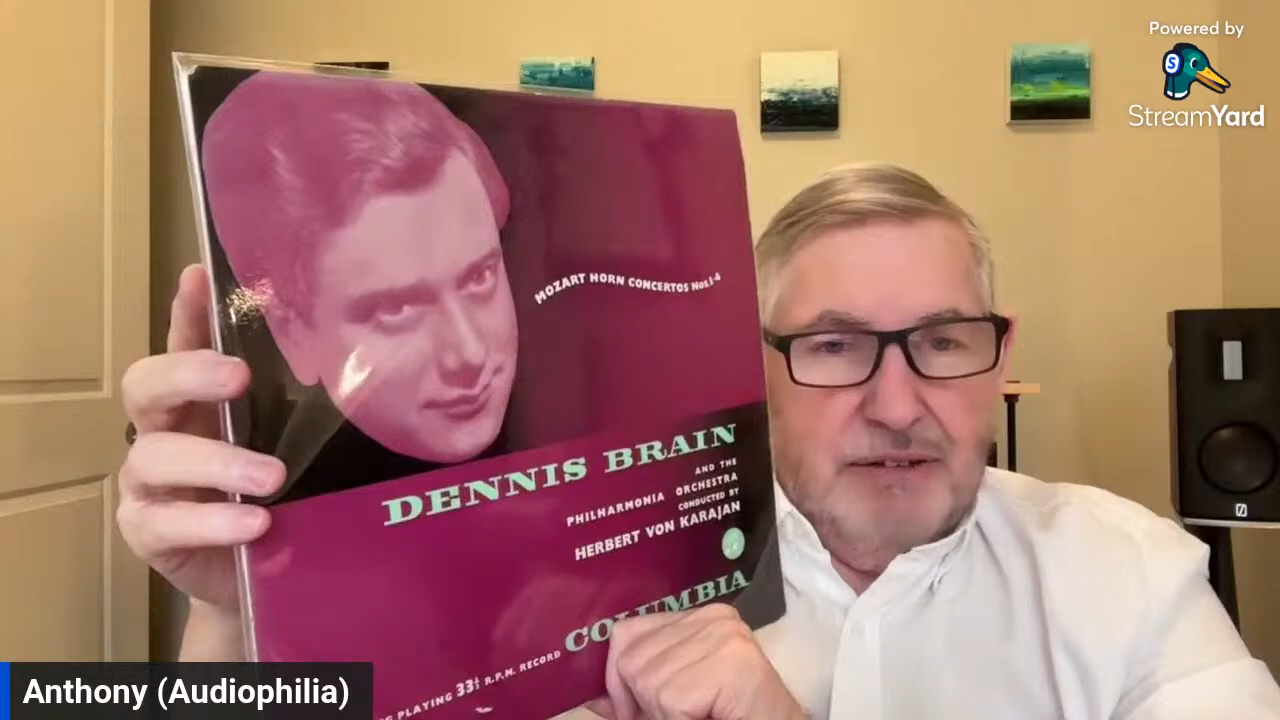 Powered by
StreamYard
MOZART HORN CONCERTOS Nos.1-4
DENNIS BRAIN
AND THE
PHILHARMONIA ORCHESTRA
CONDUCTED BY
HERBERT VON KARAJAN
COLUMBIA
PLAYING 33⅓ R.P.M. RECORD
Anthony (Audiophilia)